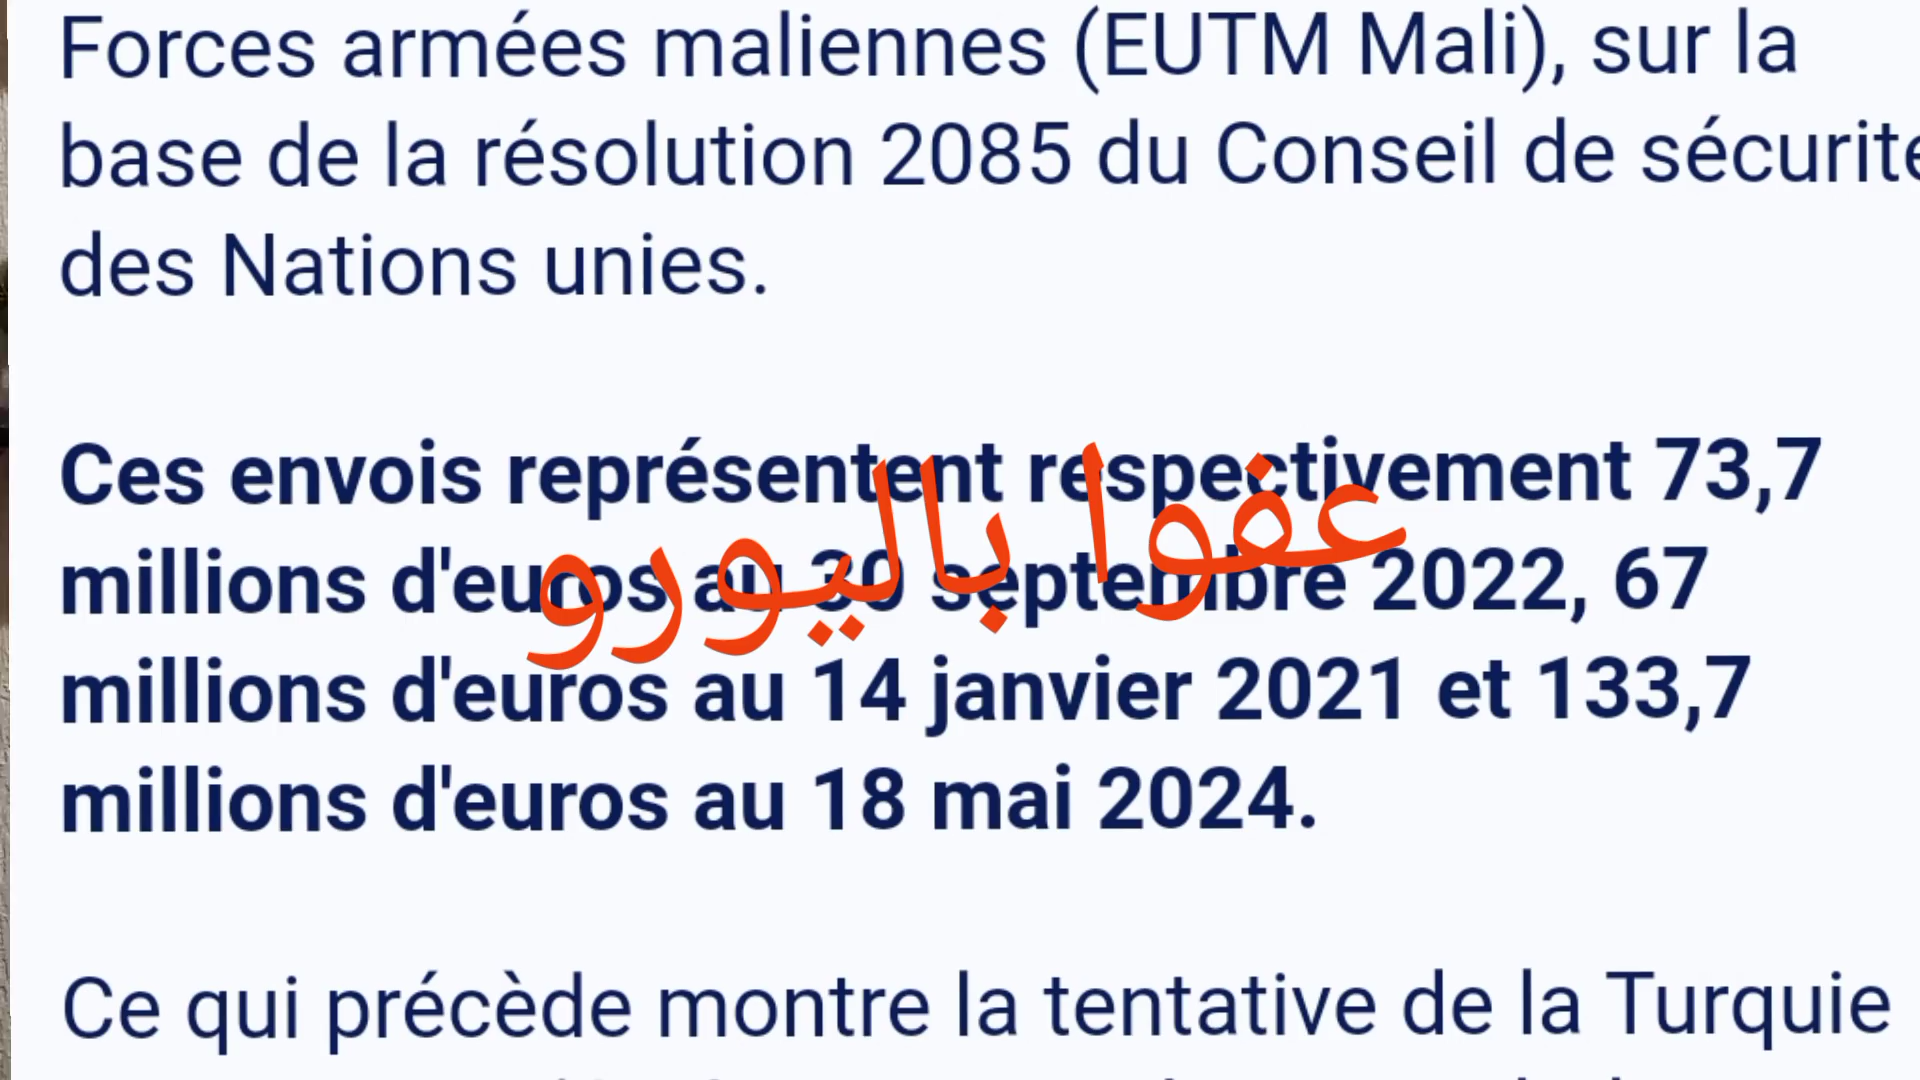 Forces armées maliennes (EUTM Mali), sur la
base de la résolution 2085 du Conseil de sécurité
des Nations unies.
Ces envois représentent respectivement 73,7
millions d'euros au 30 septembre 2022, 67
millions d'euros au 14 janvier 2021 et 133,7
millions d'euros au 18 mai 2024.
عفوا باليورو
Ce qui précède montre la tentative de la Turquie